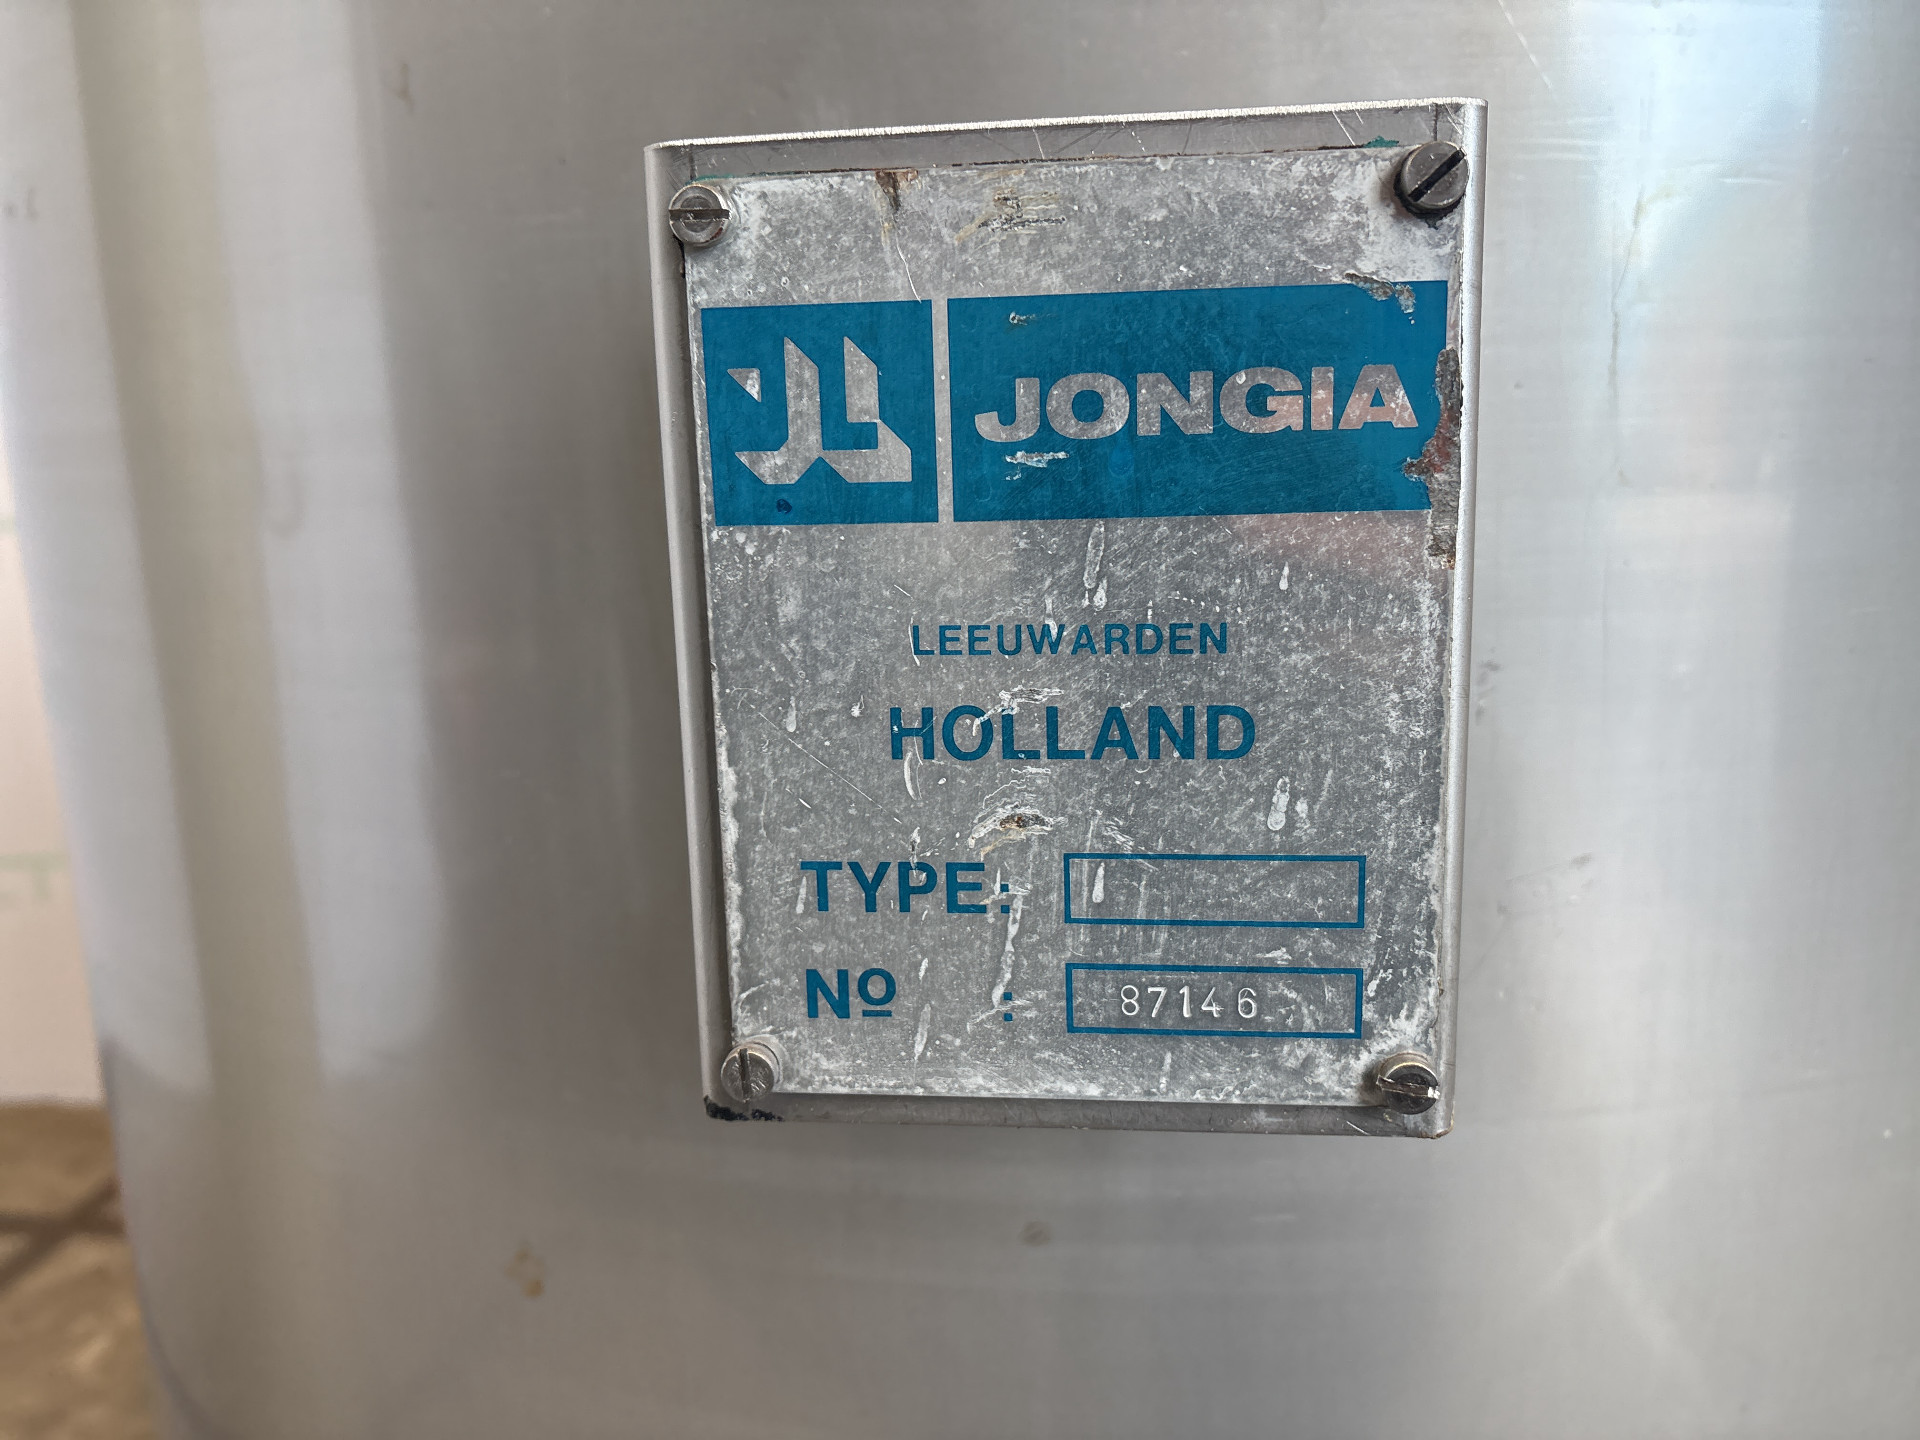 JONGIA
LEEUWARDEN
HOLLAND
TYPE:
Nº : 87146